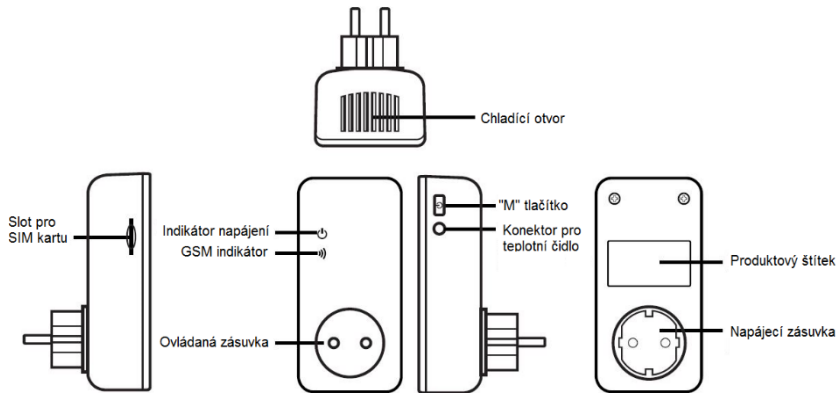 Chladící otvor
Slot pro
SIM kartu
Indikátor napájení
GSM indikátor
Ovládaná zásuvka
"M" tlačítko
Konektor pro
teplotní čidlo
Produktový štítek
Napájecí zásuvka